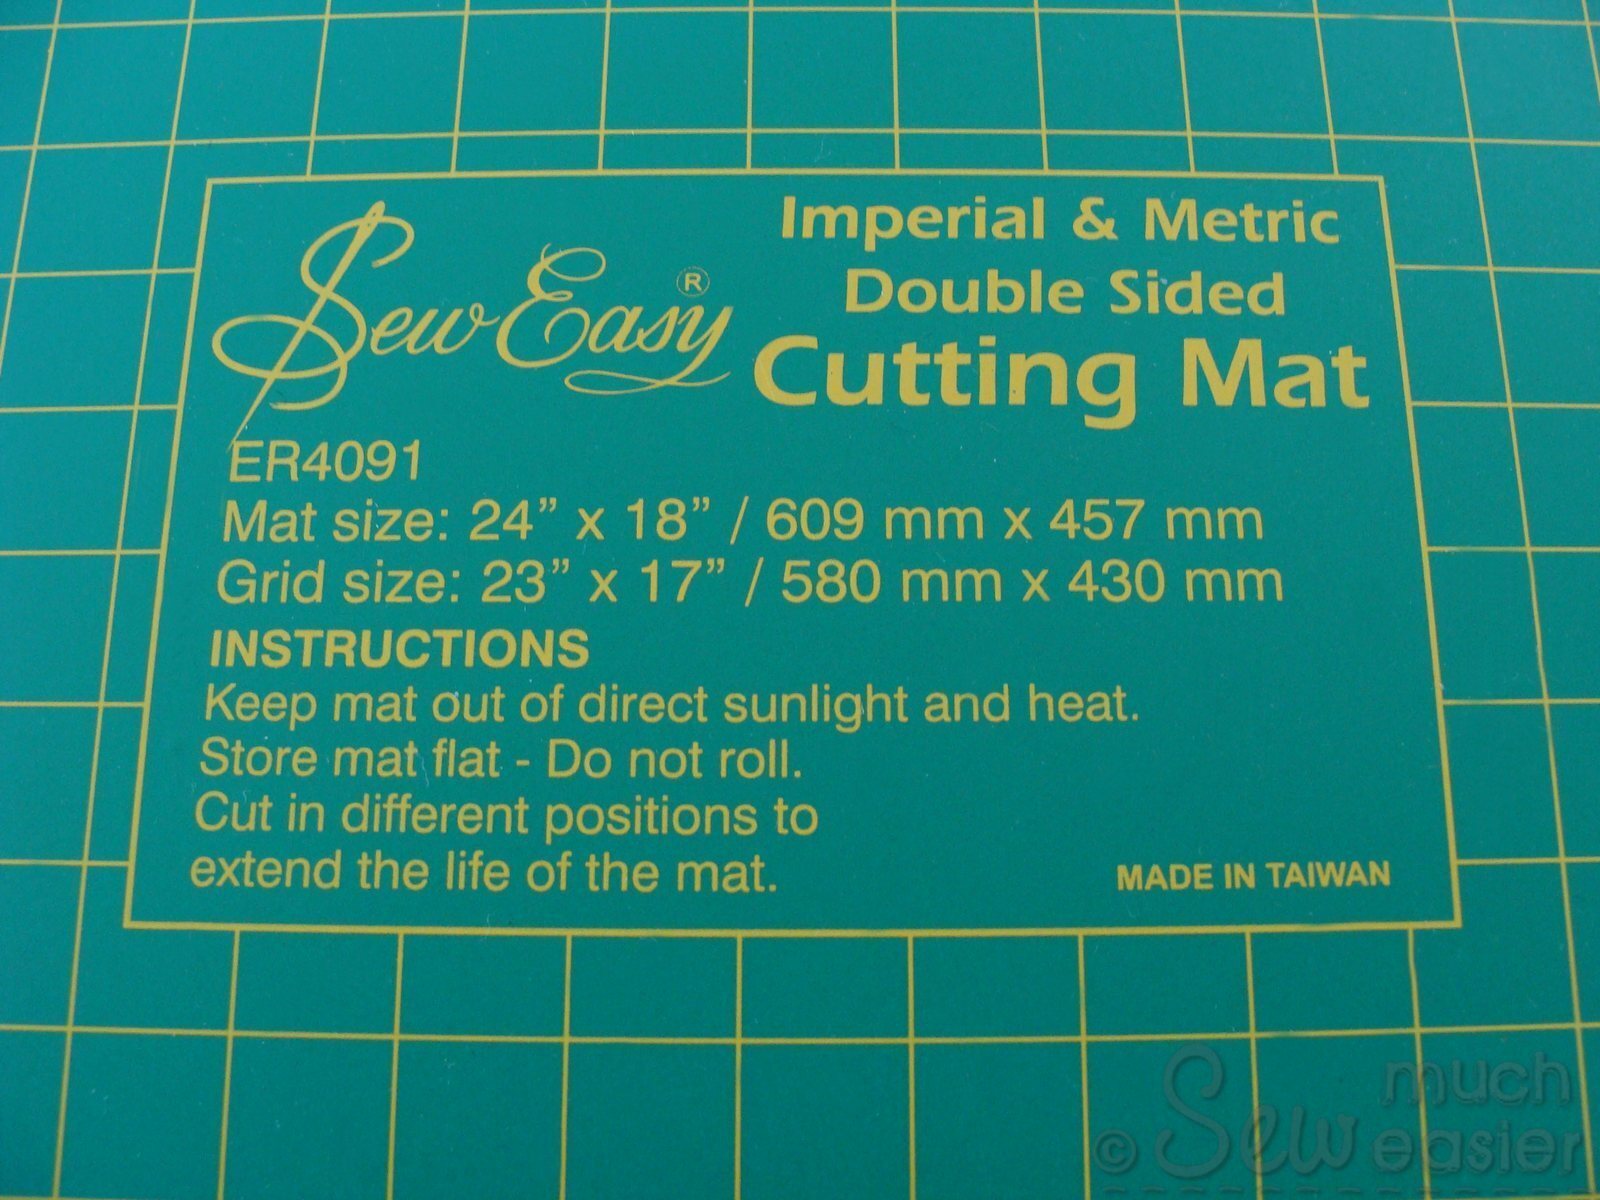 Sew Easy ®
Imperial & Metric
Double Sided
Cutting Mat
ER4091
Mat size: 24” x 18” / 609 mm x 457 mm
Grid size: 23” x 17” / 580 mm x 430 mm
INSTRUCTIONS
Keep mat out of direct sunlight and heat.
Store mat flat - Do not roll.
Cut in different positions to
extend the life of the mat.
MADE IN TAIWAN
© Sew much easier